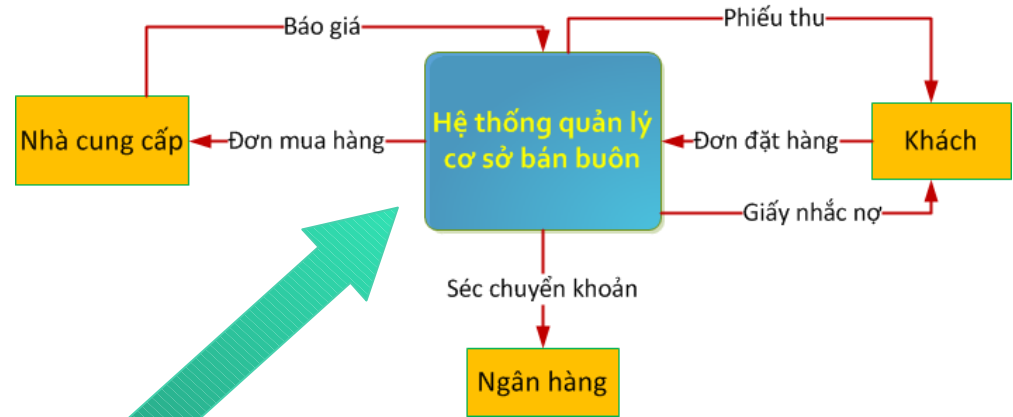 Báo giá
Phiếu thu
Nhà cung cấp
Đơn mua hàng
Hệ thống quản lý
cơ sở bán buôn
Đơn đặt hàng
Khách
Giấy nhắc nợ
Séc chuyển khoản
Ngân hàng